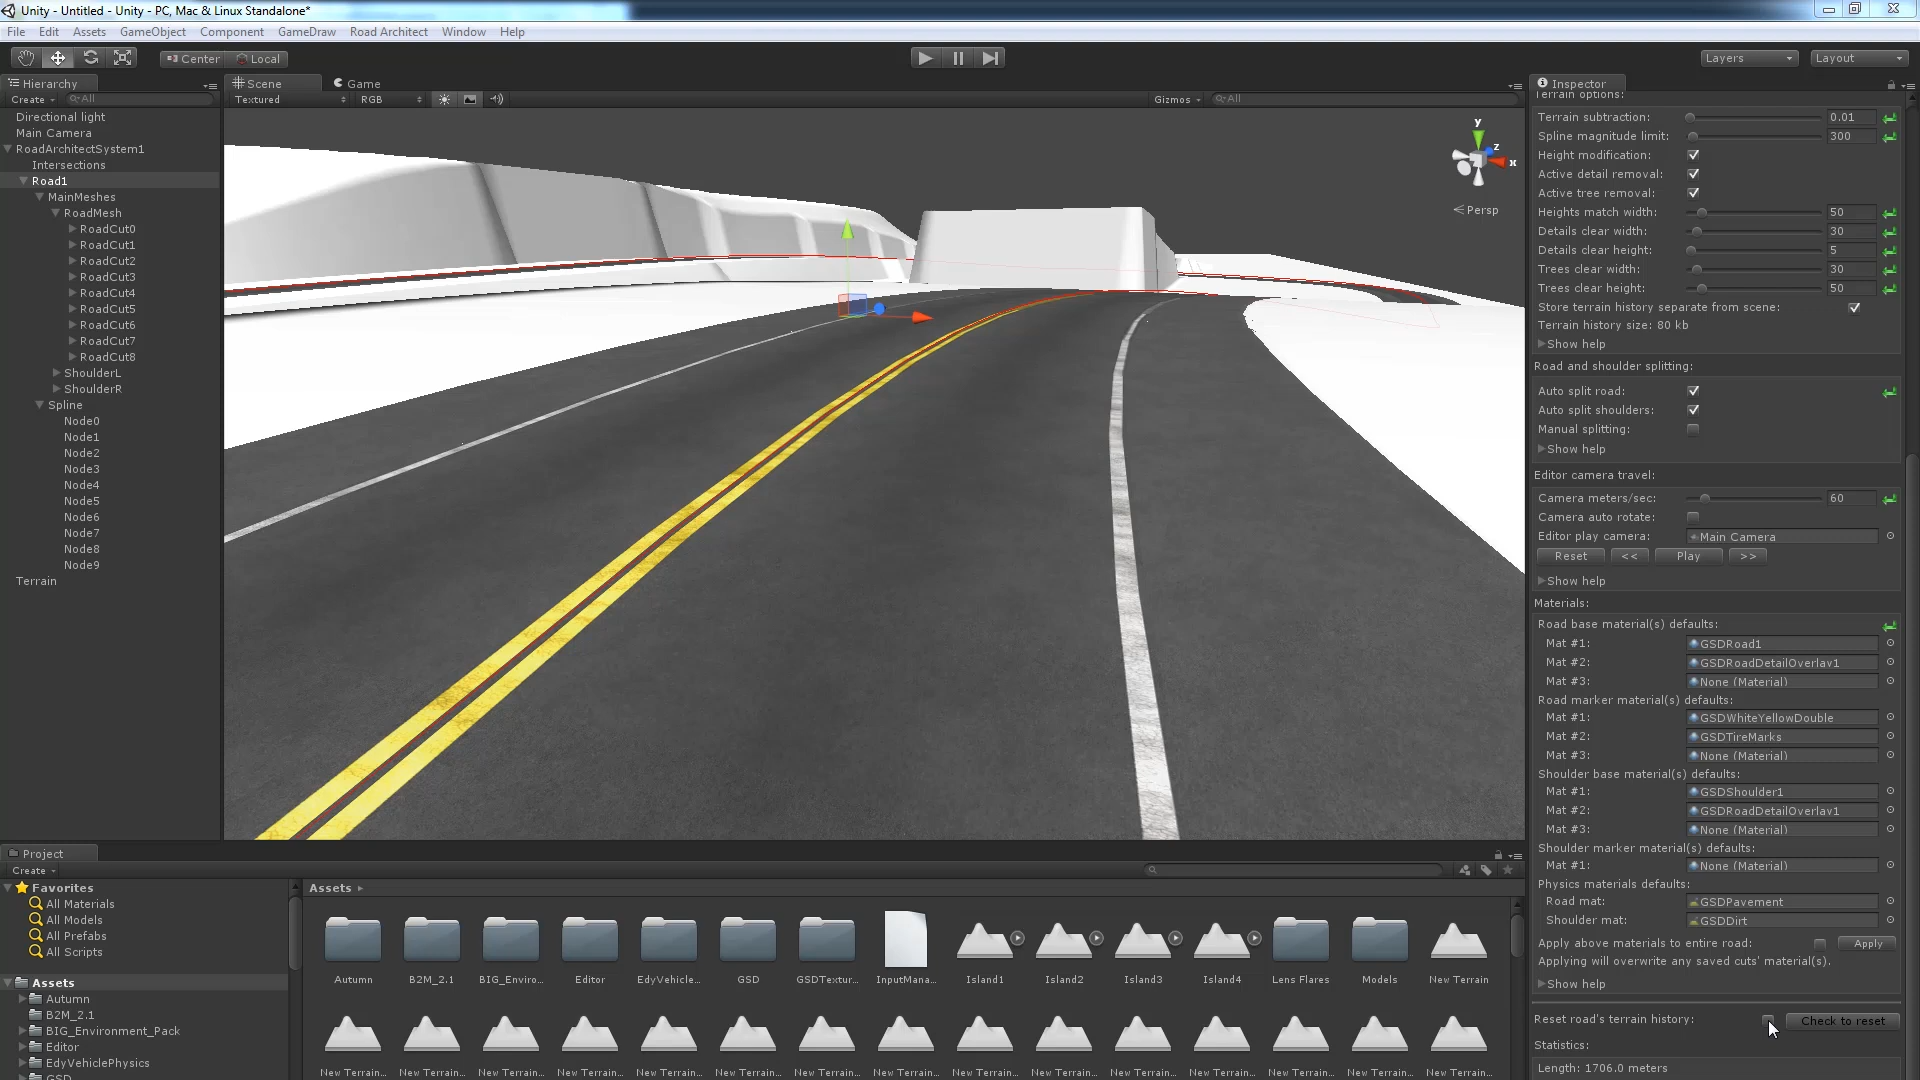 Unity - Untitled - Unity - PC, Mac & Linux Standalone*
File Edit Assets GameObject Component GameDraw Road Architect Window Help
Center Local Layers Layout
Hierarchy
Create All
Directional light
Main Camera
RoadArchitectSystem1
Intersections
Road1
MainMeshes
RoadMesh
RoadCut0
RoadCut1
RoadCut2
RoadCut3
RoadCut4
RoadCut5
RoadCut6
RoadCut7
RoadCut8
ShoulderL
ShoulderR
Spline
Node0
Node1
Node2
Node3
Node4
Node5
Node6
Node7
Node8
Node9
Terrain
Scene Game
Textured RGB Gizmos All
y
z
x
Persp
Inspector
Terrain options:
Terrain subtraction: 0.01
Spline magnitude limit: 300
Height modification:
Active detail removal:
Active tree removal:
Heights match width: 50
Details clear width: 30
Details clear height: 5
Trees clear width: 30
Trees clear height: 50
Store terrain history separate from scene:
Terrain history size: 80 kb
Show help
Road and shoulder splitting:
Auto split road:
Auto split shoulders:
Manual splitting:
Show help
Editor camera travel:
Camera meters/sec: 60
Camera auto rotate:
Editor play camera: Main Camera
Reset << Play >>
Show help
Materials:
Road base material(s) defaults:
Mat #1: GSDRoad1
Mat #2: GSDRoadDetailOverlay1
Mat #3: None (Material)
Road marker material(s) defaults:
Mat #1: GSDWhiteYellowDouble
Mat #2: GSDTireMarks
Mat #3: None (Material)
Shoulder base material(s) defaults:
Mat #1: GSDShoulder1
Mat #2: GSDRoadDetailOverlay1
Mat #3: None (Material)
Shoulder marker material(s) defaults:
Mat #1: None (Material)
Physics materials defaults:
Road mat: GSDPavement
Shoulder mat: GSDDirt
Apply above materials to entire road: Apply
Applying will overwrite any saved cuts' material(s).
Show help
Reset road's terrain history: Check to reset
Statistics:
Length: 1706.0 meters
Project
Create
Favorites
All Materials
All Models
All Prefabs
All Scripts
Assets
Autumn
B2M_2.1
BIG_Environment_Pack
Editor
EdyVehiclePhysics
GSD
Assets
Autumn B2M_2.1 BIG_Enviro... Editor EdyVehicle... GSD GSDTextur... InputMana... Island1 Island2 Island3 Island4 Lens Flares Models New Terrain
New Terrain... New Terrain... New Terrain... New Terrain... New Terrain... New Terrain... New Terrain... New Terrain... New Terrain... New Terrain... New Terrain... New Terrain... New Terrain... New Terrain... New Terrain...